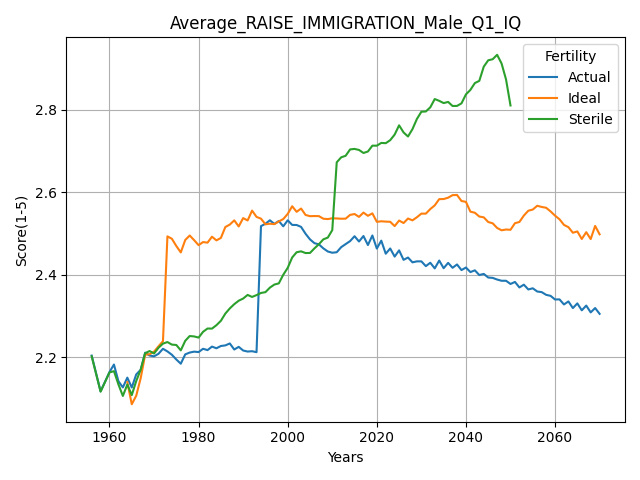 Average_RAISE_IMMIGRATION_Male_Q1_IQ
Fertility
Actual
Ideal
Sterile
Score(1-5)
2.8
2.6
2.4
2.2
1960 1980 2000 2020 2040 2060
Years